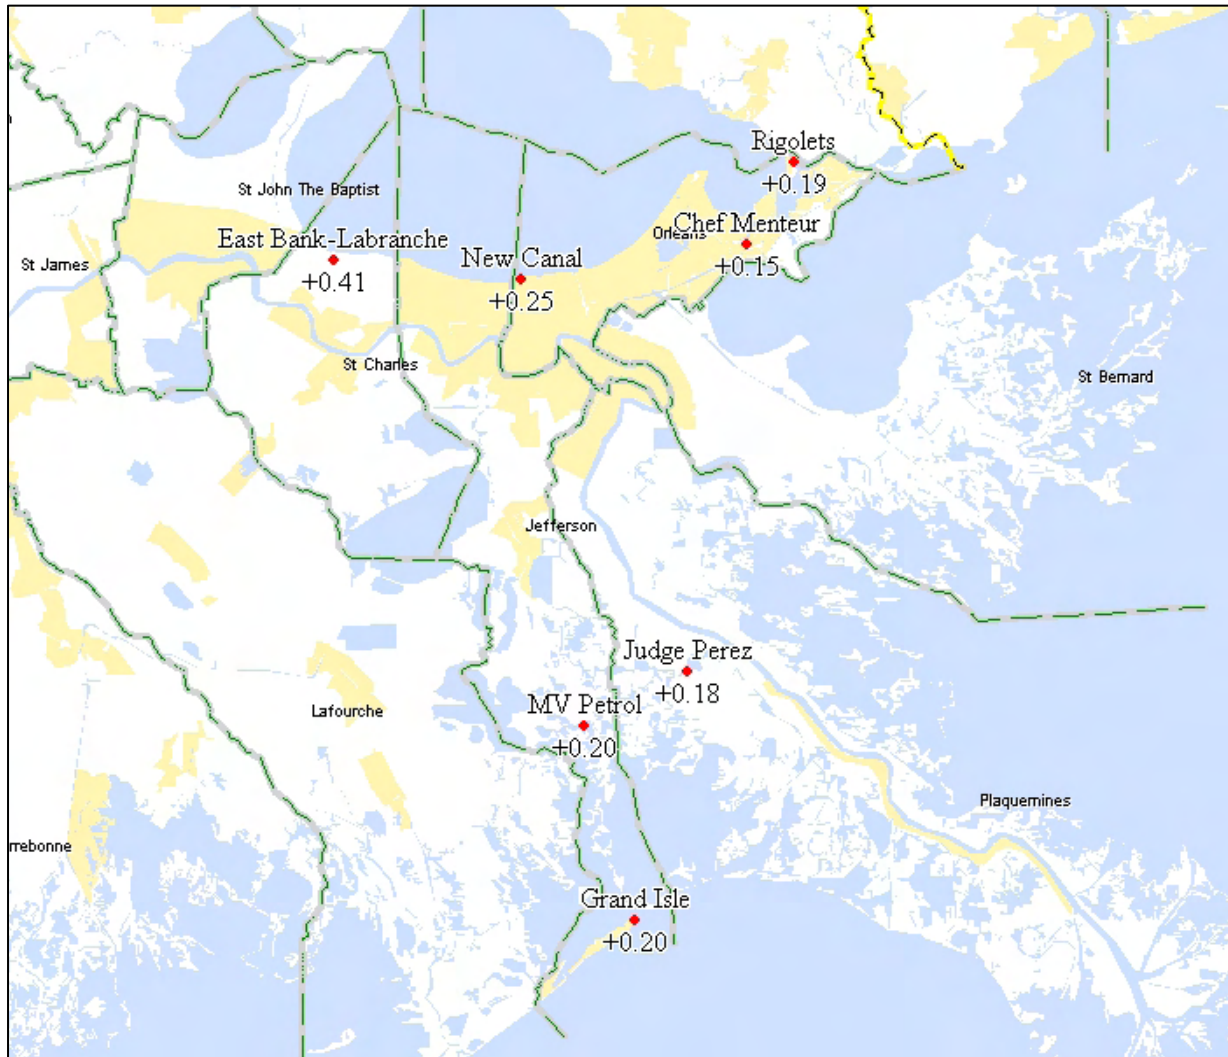 Rigolets
+0.19
St John The Baptist
Chef Menteur
Orleans
+0.15
East Bank-Labranche
+0.41
New Canal
+0.25
St James
St Charles
St Bernard
Jefferson
Judge Perez
+0.18
MV Petrol
+0.20
Lafourche
Plaquemines
rrebonne
Grand Isle
+0.20